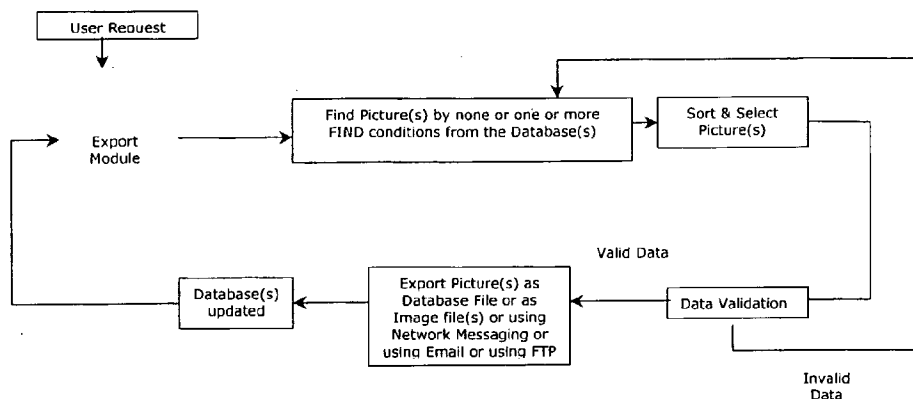 User Request
Export
Module
Find Picture(s) by none or one or more
FIND conditions from the Database(s)
Sort & Select
Picture(s)
Valid Data
Database(s)
updated
Export Picture(s) as
Database File or as
Image file(s) or using
Network Messaging or
using Email or using FTP
Data Validation
Invalid
Data